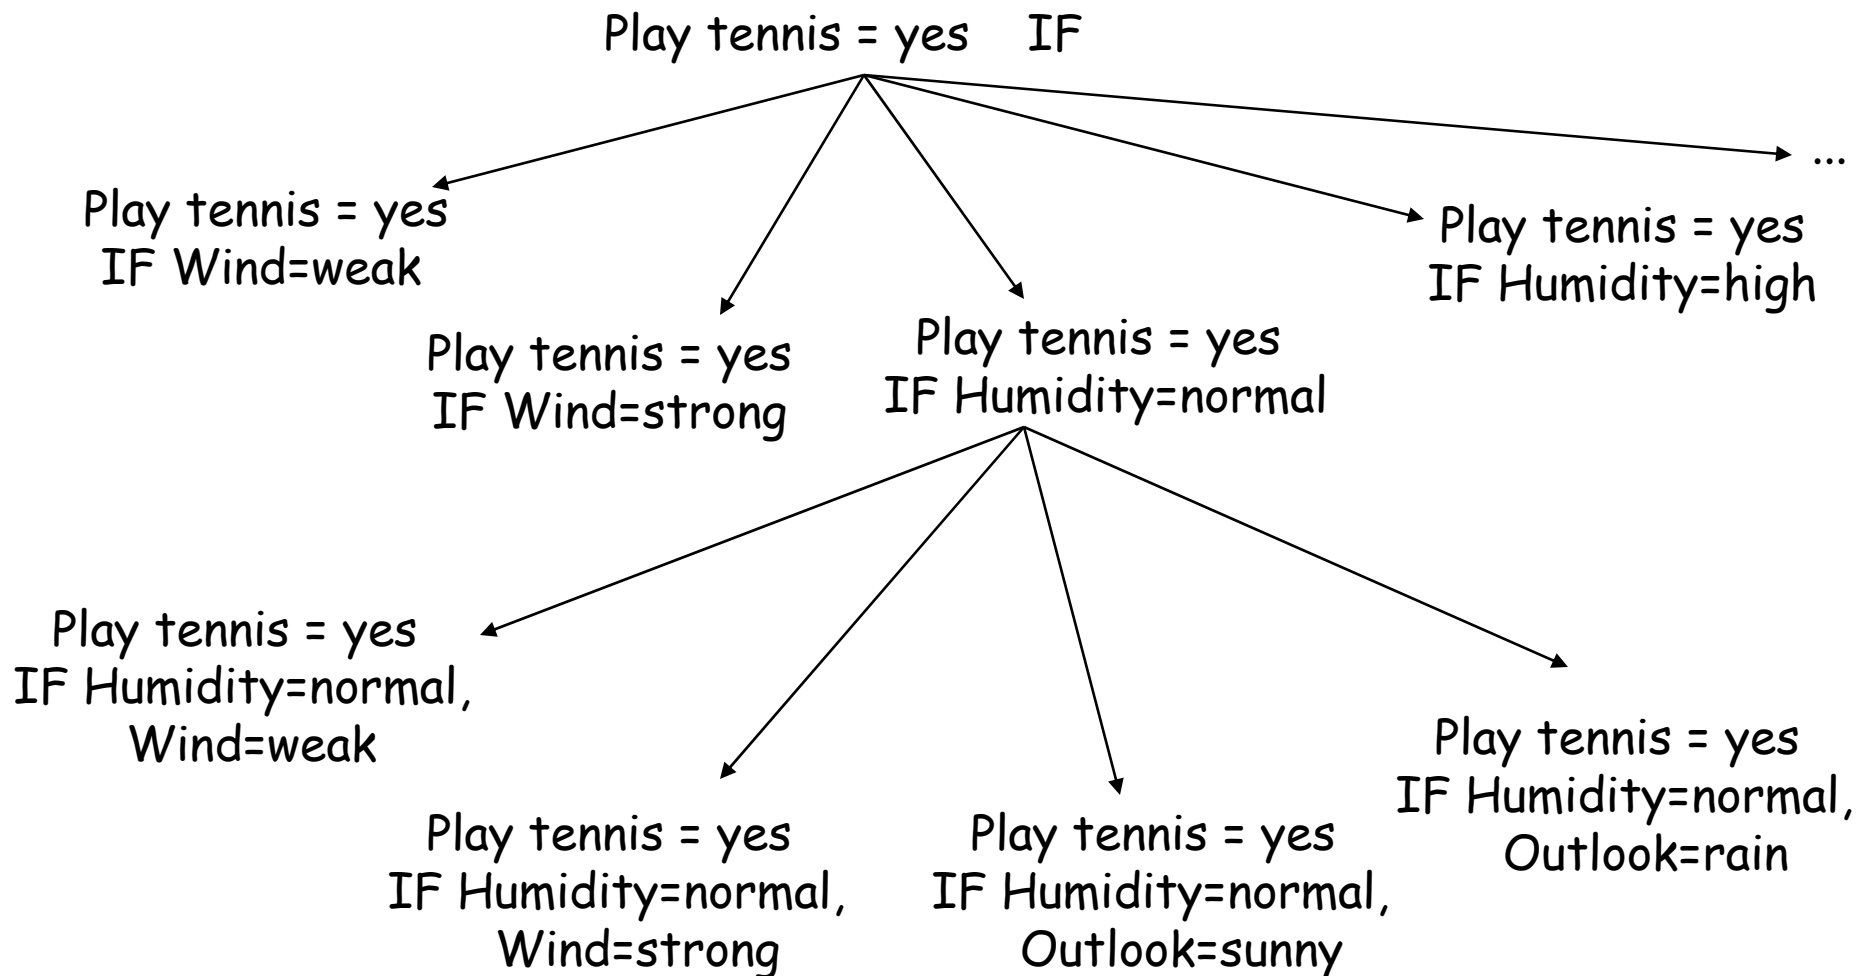 Play tennis = yes IF
...
Play tennis = yes
IF Wind=weak
Play tennis = yes
IF Humidity=high
Play tennis = yes
IF Wind=strong
Play tennis = yes
IF Humidity=normal
Play tennis = yes
IF Humidity=normal,
Wind=weak
Play tennis = yes
IF Humidity=normal,
Wind=strong
Play tennis = yes
IF Humidity=normal,
Outlook=sunny
Play tennis = yes
IF Humidity=normal,
Outlook=rain